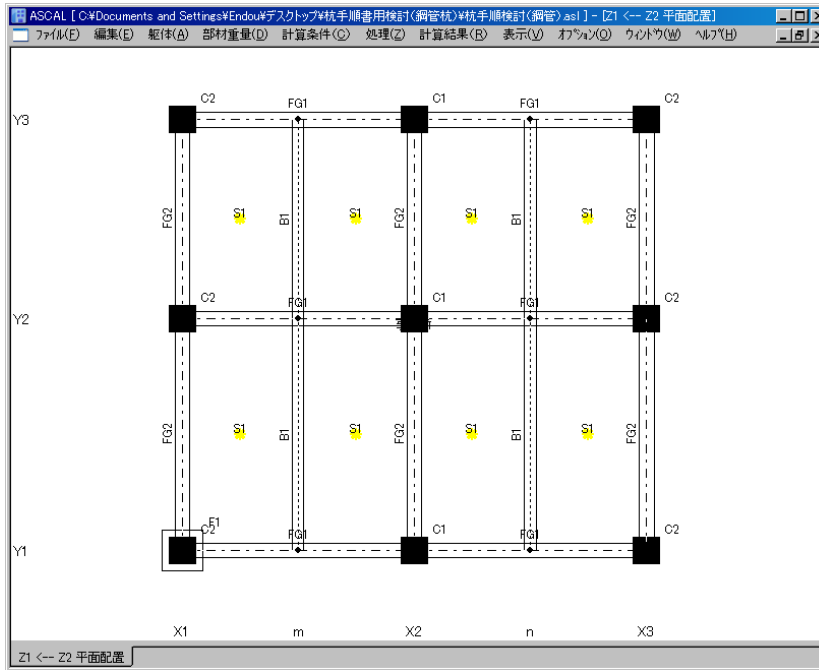 ASCAL [ C:¥Documents and Settings¥Endou¥デスクトップ¥杭手順書用検討(鋼管杭)¥杭手順検討(鋼管).asl ] - [Z1 <-- Z2 平面配置]
ファイル(F) 編集(E) 躯体(A) 部材重量(D) 計算条件(C) 処理(Z) 計算結果(R) 表示(V) オプション(O) ウィンドウ(W) ヘルプ(H)
C2 C1 C2
FG1 FG1
Y3
S1 S1 S1 S1
FG2 B1 FG2 B1 FG2
C2 C1 C2
FG1 FG1
Y2
S1 S1 S1 S1
FG2 B1 FG2 B1 FG2
F1
C2 C1 C2
FG1 FG1
Y1
X1 m X2 n X3
Z1 <-- Z2 平面配置